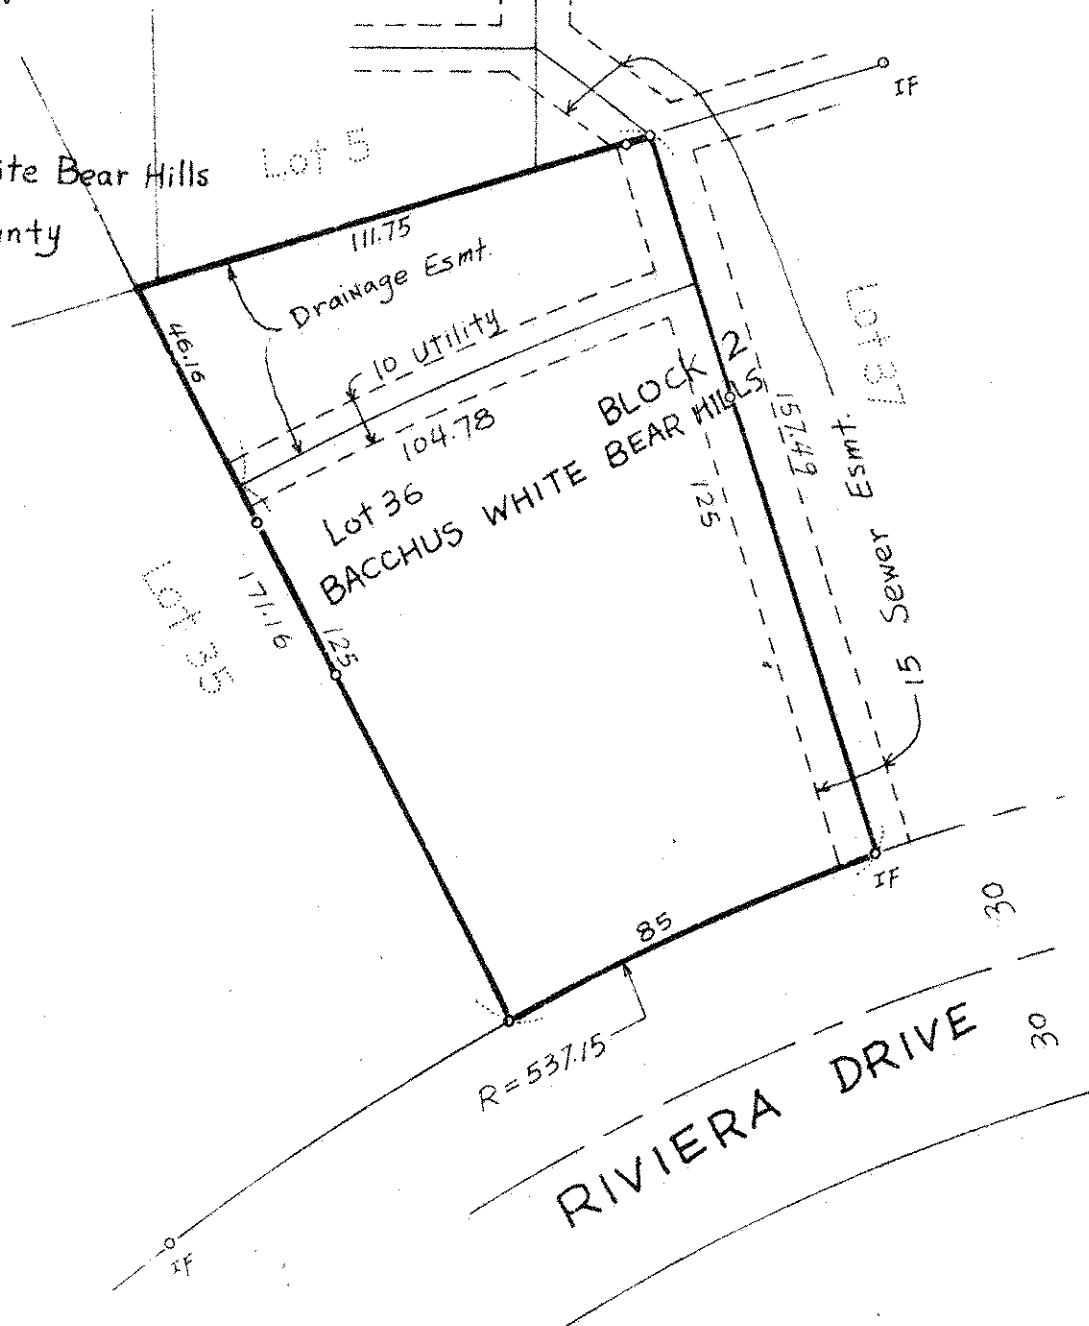 IF
Lot 5
ite Bear Hills
nty
111.75
Drainage Esmt.
46.16
10 Utility
104.78
BLOCK 2
BACCHUS WHITE BEAR HILLS
Lot 36
Lot 37
157.49
125
15 Sewer Esmt.
Lot 35
171.16
125
85
IF
30
R=537.15
RIVIERA DRIVE
30
IF